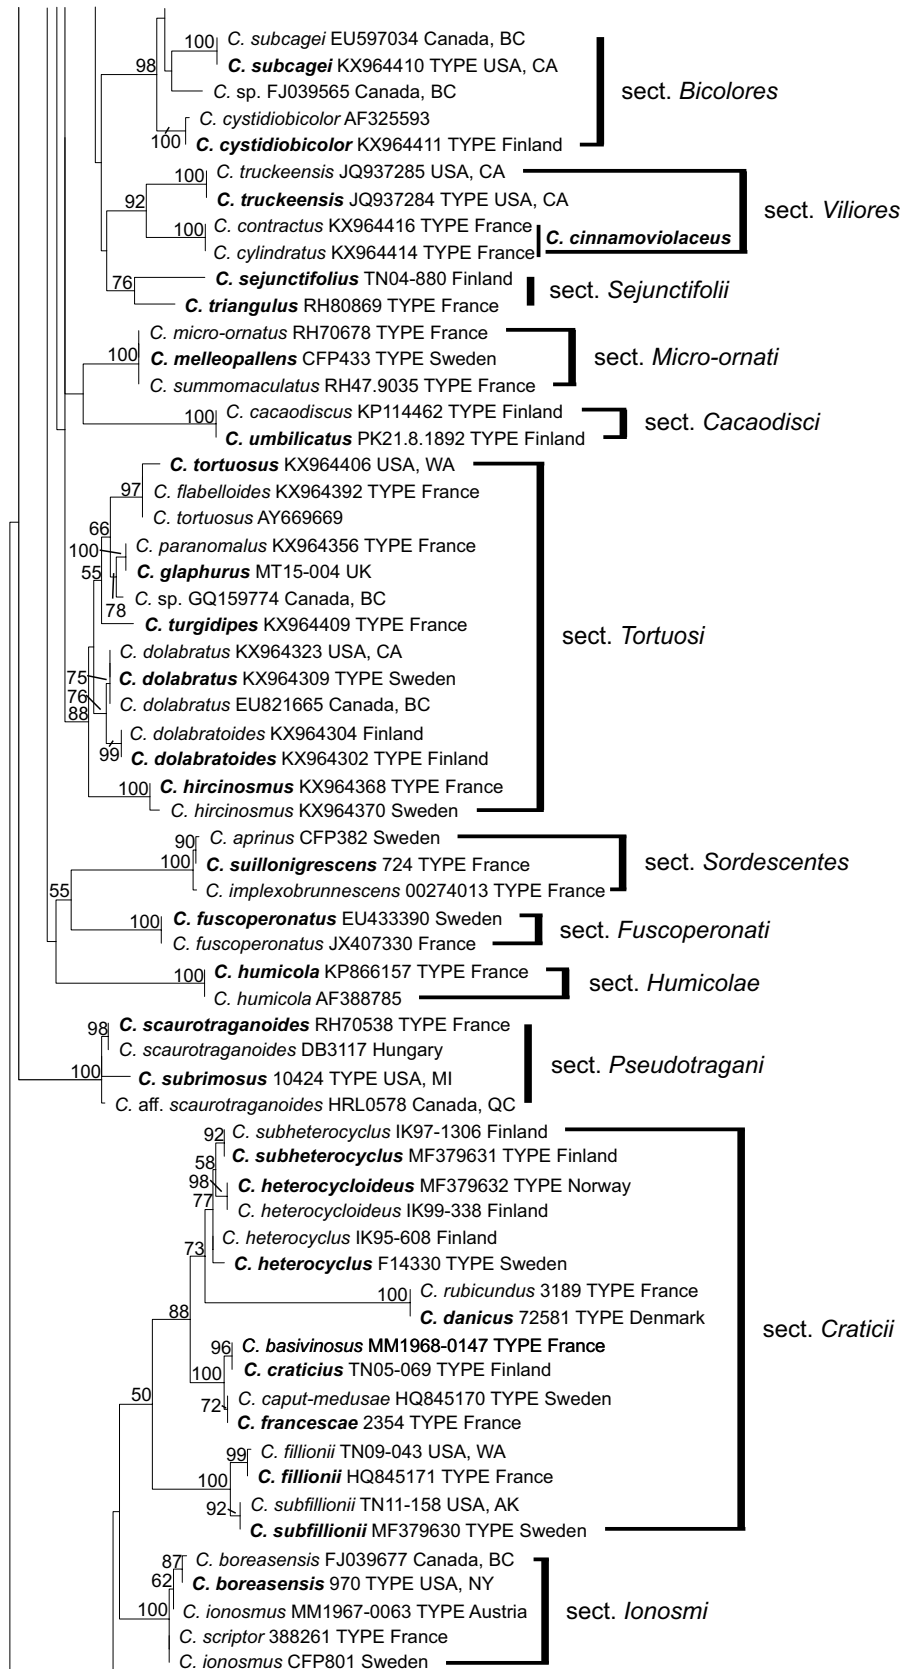 100 C. subcagei EU597034 Canada, BC
C. subcagei KX964410 TYPE USA, CA
98
C. sp. FJ039565 Canada, BC
sect. Bicolores
C. cystidiobicolor AF325593
100 C. cystidiobicolor KX964411 TYPE Finland
100 C. truckeensis JQ937285 USA, CA
C. truckeensis JQ937284 TYPE USA, CA
92
sect. Viliores
100 C. contractus KX964416 TYPE France
C. cinnamoviolaceus
C. cylindratus KX964414 TYPE France
C. sejunctifolius TN04-880 Finland
76
sect. Sejunctifolii
C. triangulus RH80869 TYPE France
C. micro-ornatus RH70678 TYPE France
100 C. melleopallens CFP433 TYPE Sweden
sect. Micro-ornati
C. summomaculatus RH47.9035 TYPE France
100 C. cacaodiscus KP114462 TYPE Finland
sect. Cacaodisci
C. umbilicatus PK21.8.1892 TYPE Finland
C. tortuosus KX964406 USA, WA
97 C. flabelloides KX964392 TYPE France
C. tortuosus AY669669
66
100 C. paranomalus KX964356 TYPE France
55 C. glaphurus MT15-004 UK
C. sp. GQ159774 Canada, BC
78
C. turgidipes KX964409 TYPE France
sect. Tortuosi
C. dolabratus KX964323 USA, CA
75 C. dolabratus KX964309 TYPE Sweden
76
C. dolabratus EU821665 Canada, BC
88
C. dolabratoides KX964304 Finland
99 C. dolabratoides KX964302 TYPE Finland
100 C. hircinosmus KX964368 TYPE France
C. hircinosmus KX964370 Sweden
90 C. aprinus CFP382 Sweden
100 C. suillonigrescens 724 TYPE France
sect. Sordescentes
C. implexobrunnescens 00274013 TYPE France
55
100 C. fuscoperonatus EU433390 Sweden
sect. Fuscoperonati
C. fuscoperonatus JX407330 France
100 C. humicola KP866157 TYPE France
sect. Humicolae
C. humicola AF388785
98 C. scaurotraganoides RH70538 TYPE France
C. scaurotraganoides DB3117 Hungary
sect. Pseudotragani
100 C. subrimosus 10424 TYPE USA, MI
C. aff. scaurotraganoides HRL0578 Canada, QC
92 C. subheterocyclus IK97-1306 Finland
C. subheterocyclus MF379631 TYPE Finland
58
98 C. heterocycloideus MF379632 TYPE Norway
77 C. heterocycloideus IK99-338 Finland
C. heterocyclus IK95-608 Finland
73
C. heterocyclus F14330 TYPE Sweden
100 C. rubicundus 3189 TYPE France
C. danicus 72581 TYPE Denmark
88
sect. Craticii
96 C. basivinosus MM1968-0147 TYPE France
100 C. craticius TN05-069 TYPE Finland
C. caput-medusae HQ845170 TYPE Sweden
72
50
C. francescae 2354 TYPE France
99 C. fillionii TN09-043 USA, WA
100 C. fillionii HQ845171 TYPE France
92 C. subfillionii TN11-158 USA, AK
C. subfillionii MF379630 TYPE Sweden
87 C. boreasensis FJ039677 Canada, BC
62 C. boreasensis 970 TYPE USA, NY
100 C. ionosmus MM1967-0063 TYPE Austria
sect. Ionosmi
C. scriptor 388261 TYPE France
C. ionosmus CFP801 Sweden